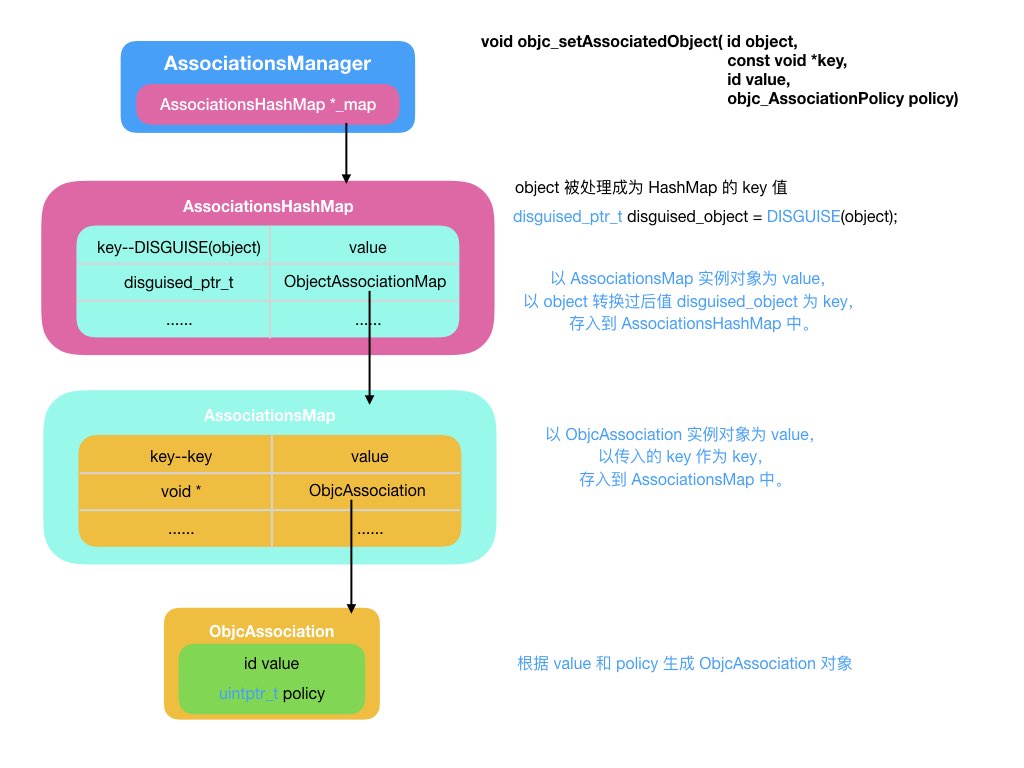 void objc_setAssociatedObject( id object,
const void *key,
id value,
objc_AssociationPolicy policy)
AssociationsManager
AssociationsHashMap *_map
AssociationsHashMap
key--DISGUISE(object) value
disguised_ptr_t ObjectAssociationMap
...... ......
object 被处理成为 HashMap 的 key 值
disguised_ptr_t disguised_object = DISGUISE(object);
以 AssociationsMap 实例对象为 value,
以 object 转换过后值 disguised_object 为 key,
存入到 AssociationsHashMap 中。
AssociationsMap
key--key value
void * ObjcAssociation
...... ......
以 ObjcAssociation 实例对象为 value,
以传入的 key 作为 key,
存入到 AssociationsMap 中。
ObjcAssociation
id value
uintptr_t policy
根据 value 和 policy 生成 ObjcAssociation 对象